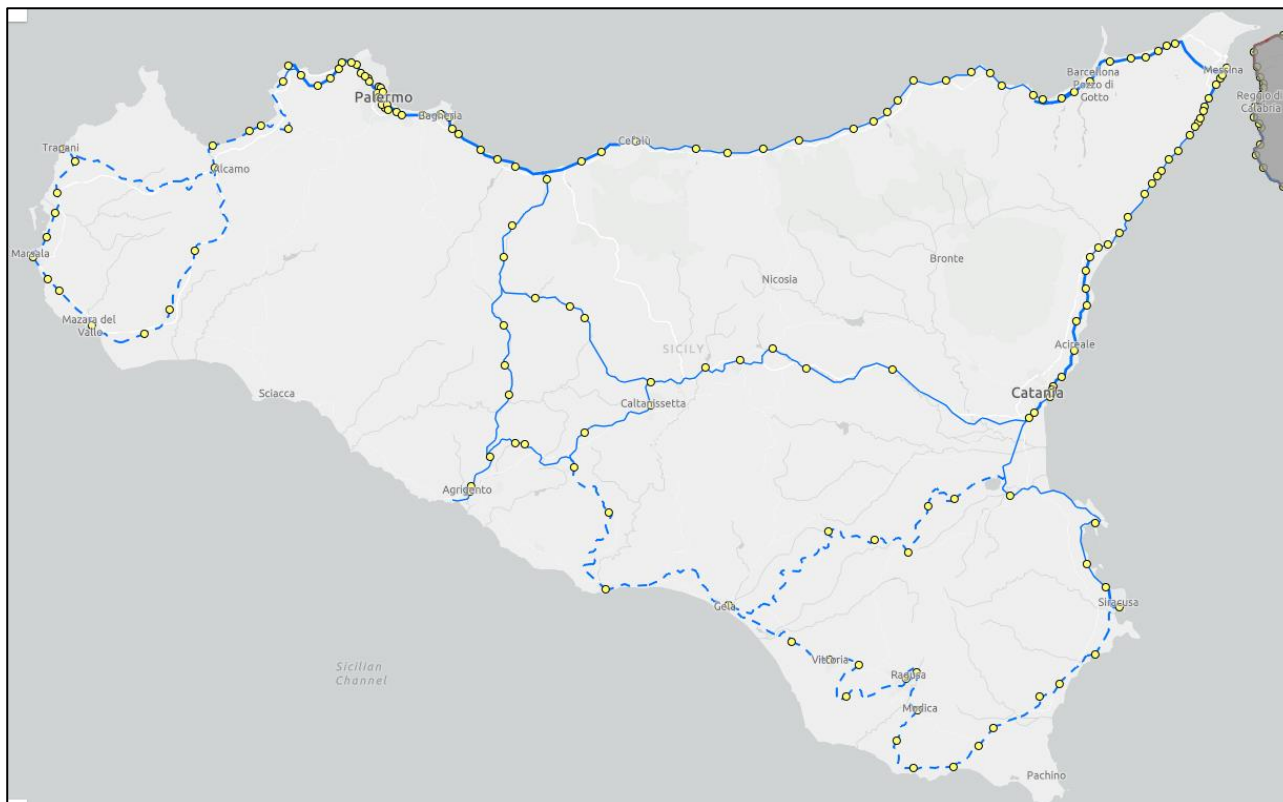 Messina
Barcellona
Pozzo di
Gotto
Reggio di
Calabria
Palermo
Bagheria
Cefalù
Trapani
Alcamo
Marsala
Bronte
Nicosia
Mazara del
Vallo
SICILY
Acireale
Sciacca
Caltanissetta
Catania
Agrigento
Gela
Siracusa
Vittoria
Ragusa
Modica
Sicilian
Channel
Pachino